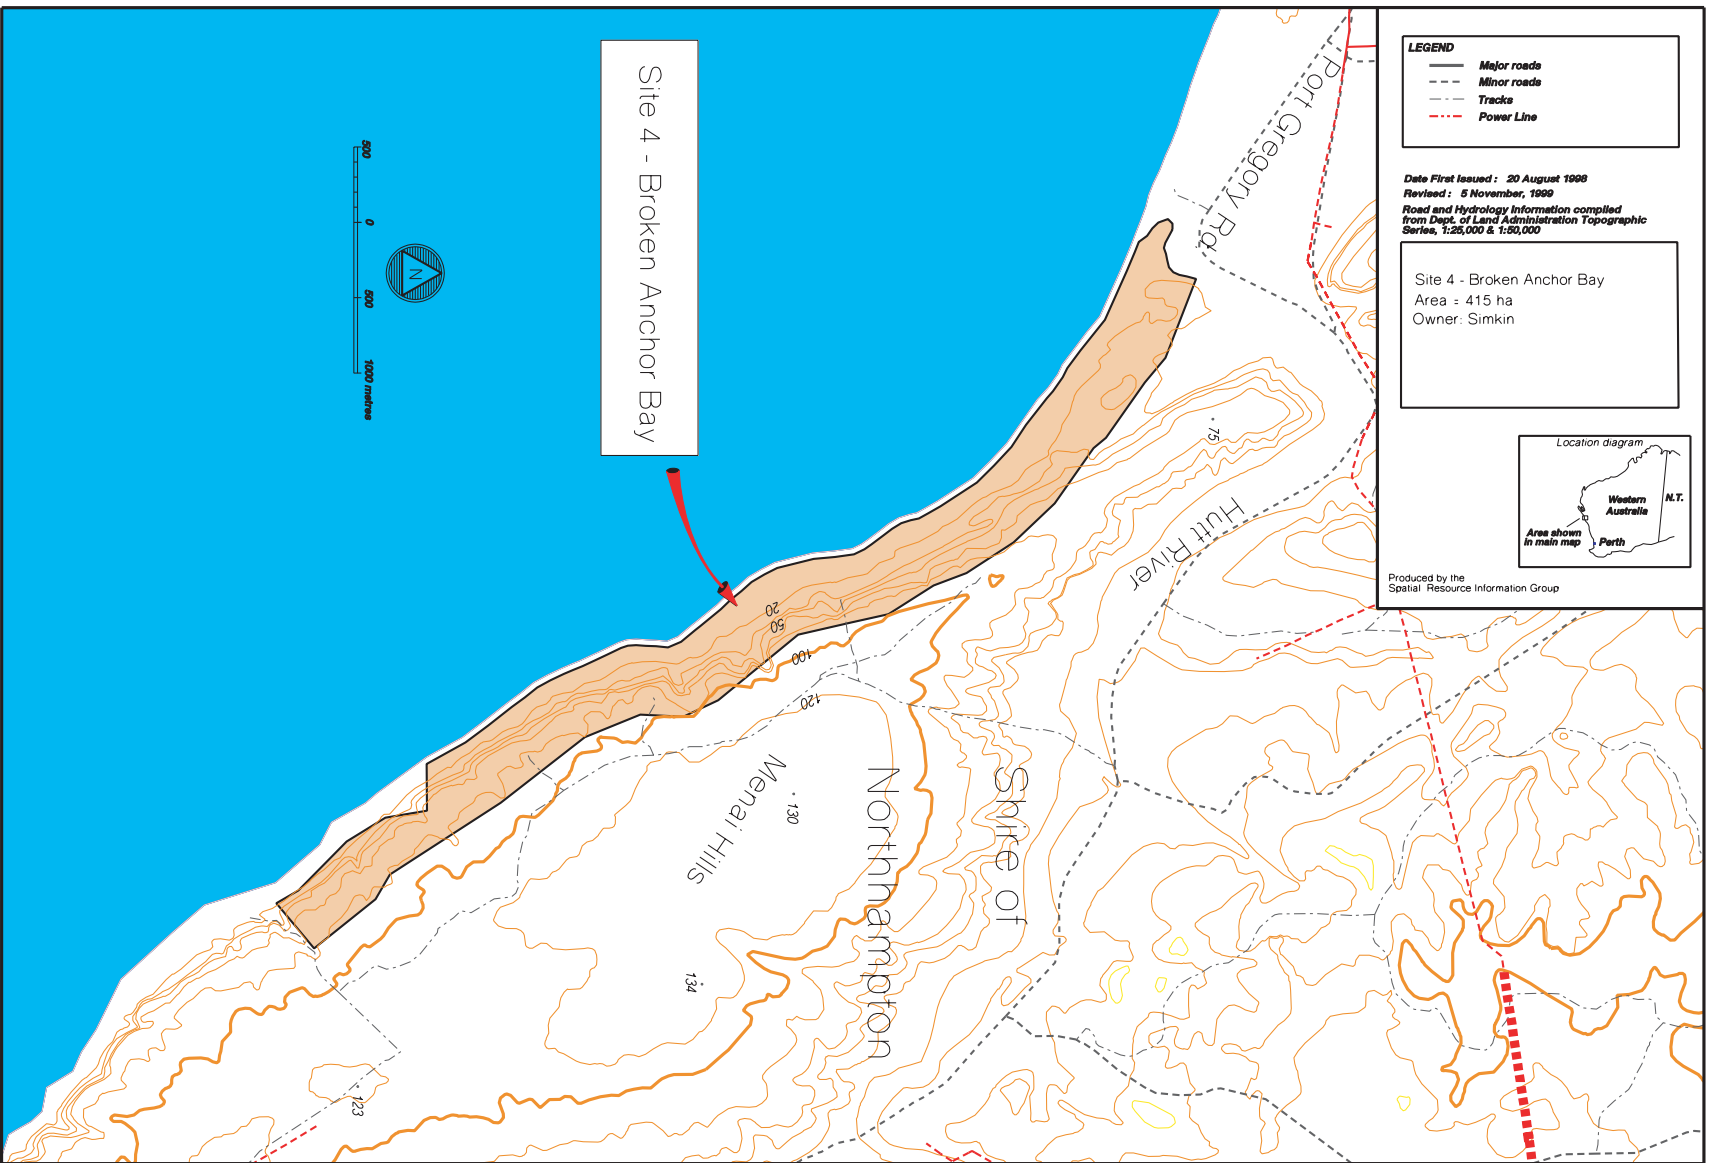 LEGEND
Major roads
Minor roads
Tracks
Power Line
Date First Issued : 20 August 1998
Revised : 5 November, 1999
Road and Hydrology Information compiled
from Dept. of Land Administration Topographic
Series, 1:25,000 & 1:50,000
Site 4 - Broken Anchor Bay
Area = 415 ha
Owner: Simkin
Location diagram
Western
Australia
N.T.
Area shown
in main map
Perth
Produced by the
Spatial Resource Information Group
Site 4 - Broken Anchor Bay
500
0
500
1000 metres
N
Port Gregory Rd
75
Hutt River
20
50
100
120
Menai Hills
130
134
123
Shire of
Northhampton